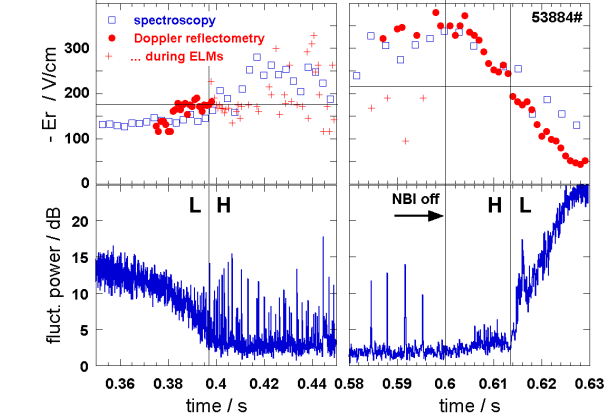 - Er / V/cm
300
200
100
0
spectroscopy
Doppler reflectometry
... during ELMs
53884#
fluct. power / dB
20
15
10
5
0
L H
NBI off
H L
0.36 0.38 0.4 0.42 0.44 0.58 0.59 0.6 0.61 0.62 0.63
time / s time / s